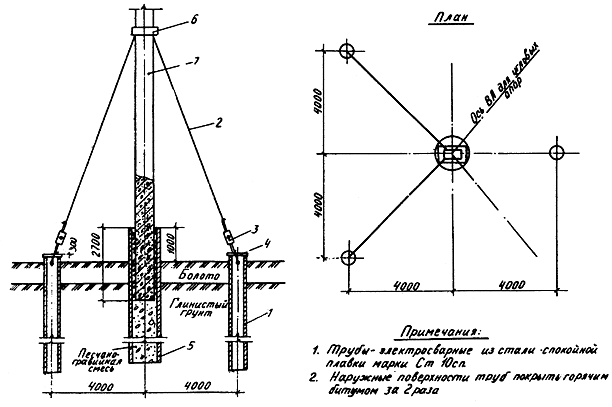 6
План
1
2
4000
4000
Ось ВЛ для угловых
опор
2700
1000
3
4
300
Болото
Глинистый
грунт
1
Песчано-
гравийная
смесь
5
4000
4000
4000
4000
Примечания:
1. Трубы-электросварные из стали спокойной
плавки марки Ст 10сп.
2. Наружные поверхности труб покрыть горячим
битумом за 2 раза